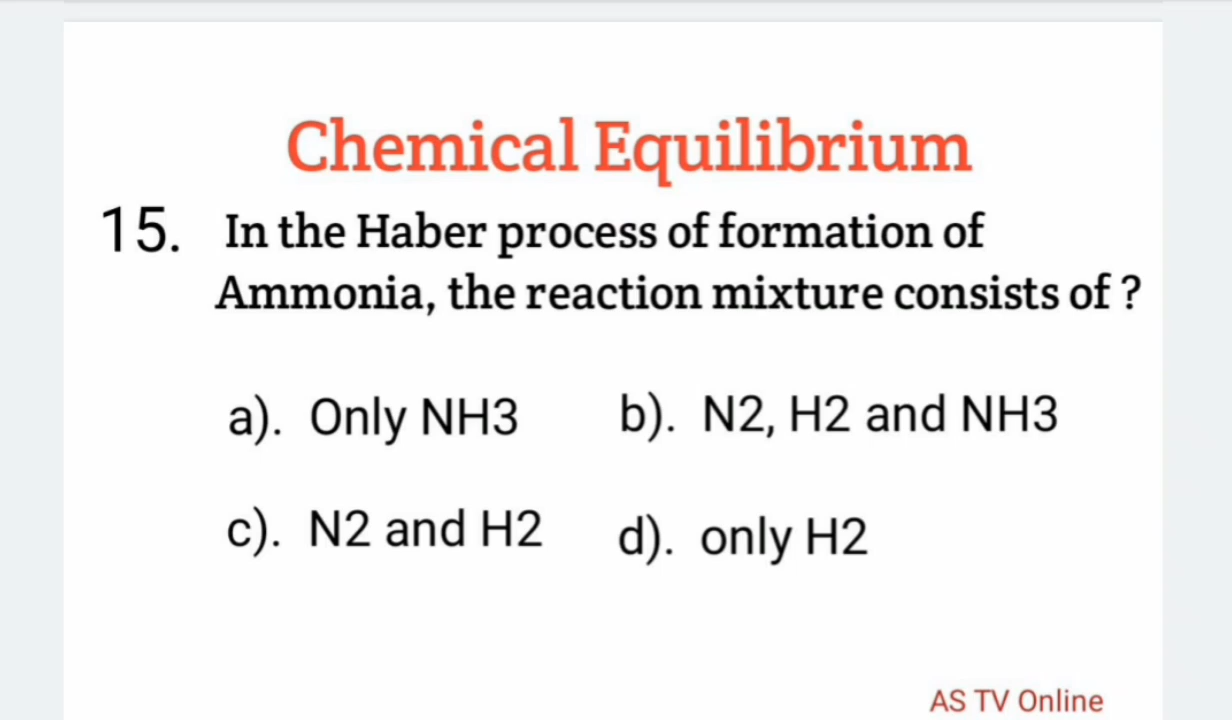 Chemical Equilibrium
15. In the Haber process of formation of
Ammonia, the reaction mixture consists of ?
a). Only NH3 b). N2, H2 and NH3
c). N2 and H2 d). only H2
AS TV Online